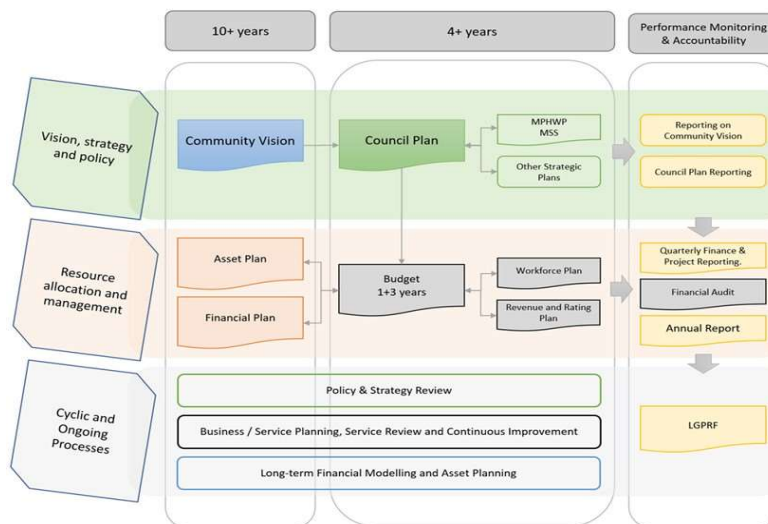 10+ years
4+ years
Performance Monitoring
& Accountability
Vision, strategy
and policy
Community Vision
Council Plan
MPHWP
MSS
Other Strategic
Plans
Reporting on
Community Vision
Council Plan Reporting
Resource
allocation and
management
Asset Plan
Financial Plan
Budget
1+3 years
Workforce Plan
Revenue and Rating
Plan
Quarterly Finance &
Project Reporting.
Financial Audit
Annual Report
Cyclic and
Ongoing
Processes
Policy & Strategy Review
Business / Service Planning, Service Review and Continuous Improvement
Long-term Financial Modelling and Asset Planning
LGPRF